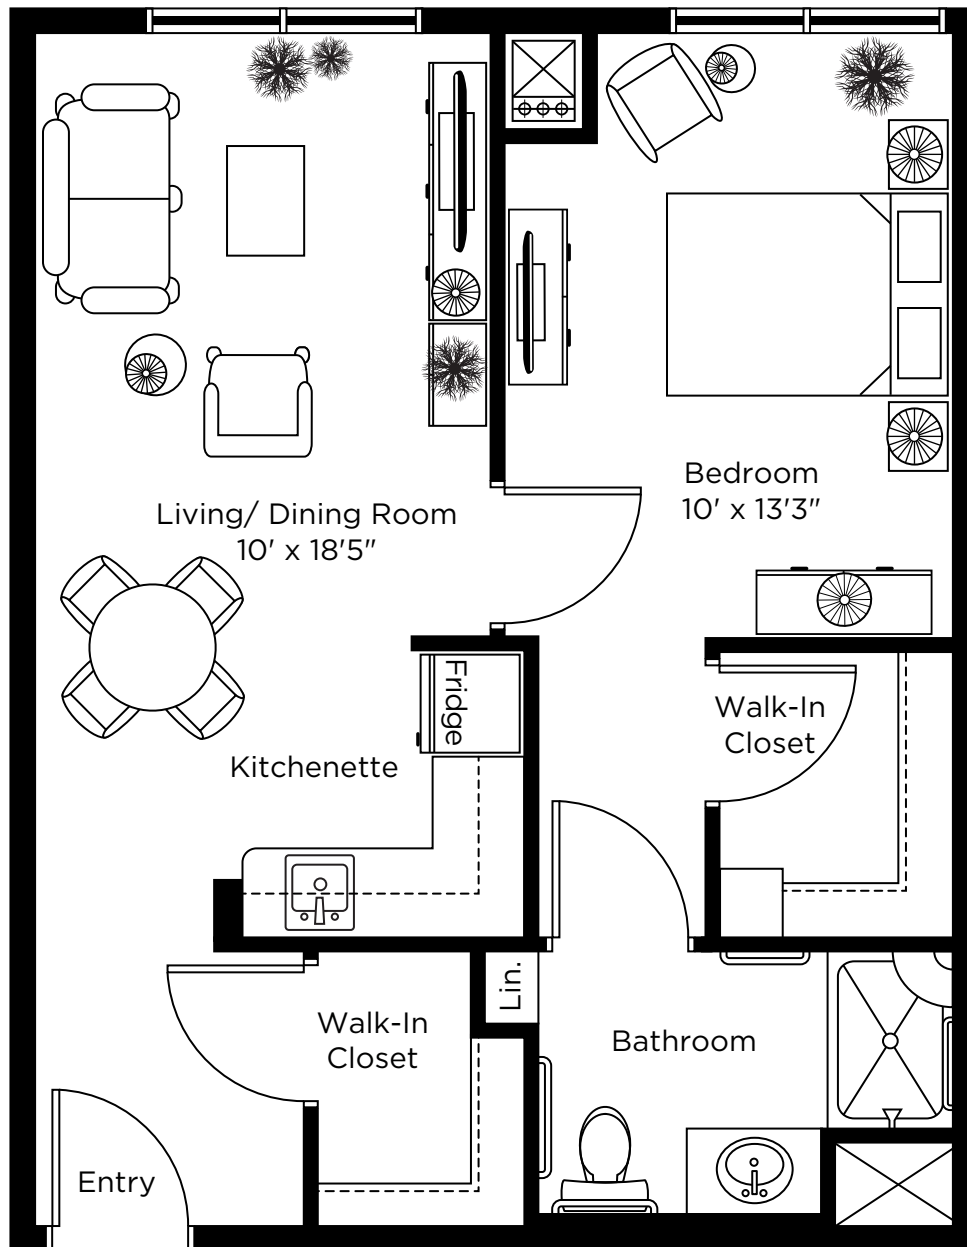 Bedroom
10' x 13'3"
Living/ Dining Room
10' x 18'5"
Fridge
Walk-In
Closet
Kitchenette
Lin.
Walk-In
Closet
Bathroom
Entry